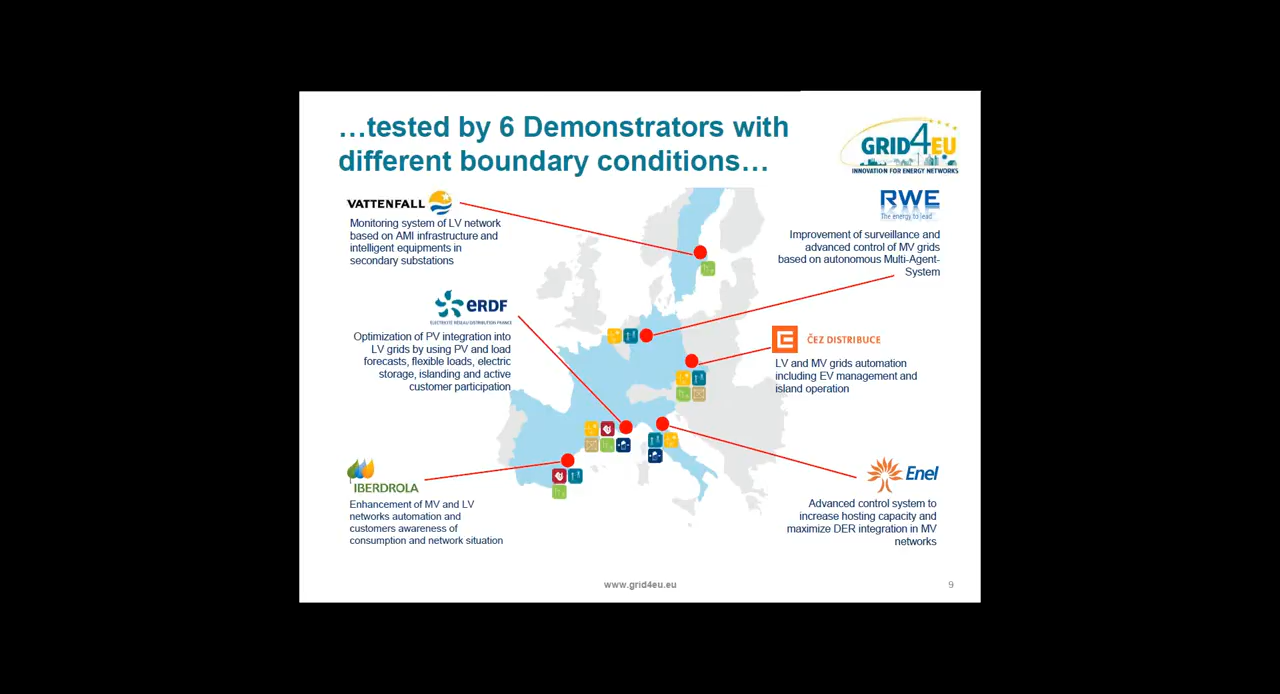 …tested by 6 Demonstrators with
different boundary conditions…
GRID4EU
INNOVATION FOR ENERGY NETWORKS
VATTENFALL
Monitoring system of LV network
based on AMI infrastructure and
intelligent equipments in
secondary substations
RWE
The energy to lead
Improvement of surveillance and
advanced control of MV grids
based on autonomous Multi-Agent-
System
eRDF
ELECTRICITÉ RÉSEAU DISTRIBUTION FRANCE
Optimization of PV integration into
LV grids by using PV and load
forecasts, flexible loads, electric
storage, islanding and active
customer participation
ČEZ DISTRIBUCE
LV and MV grids automation
including EV management and
island operation
IBERDROLA
Enhancement of MV and LV
networks automation and
customers awareness of
consumption and network situation
Enel
Advanced control system to
increase hosting capacity and
maximize DER integration in MV
networks
www.grid4eu.eu
9